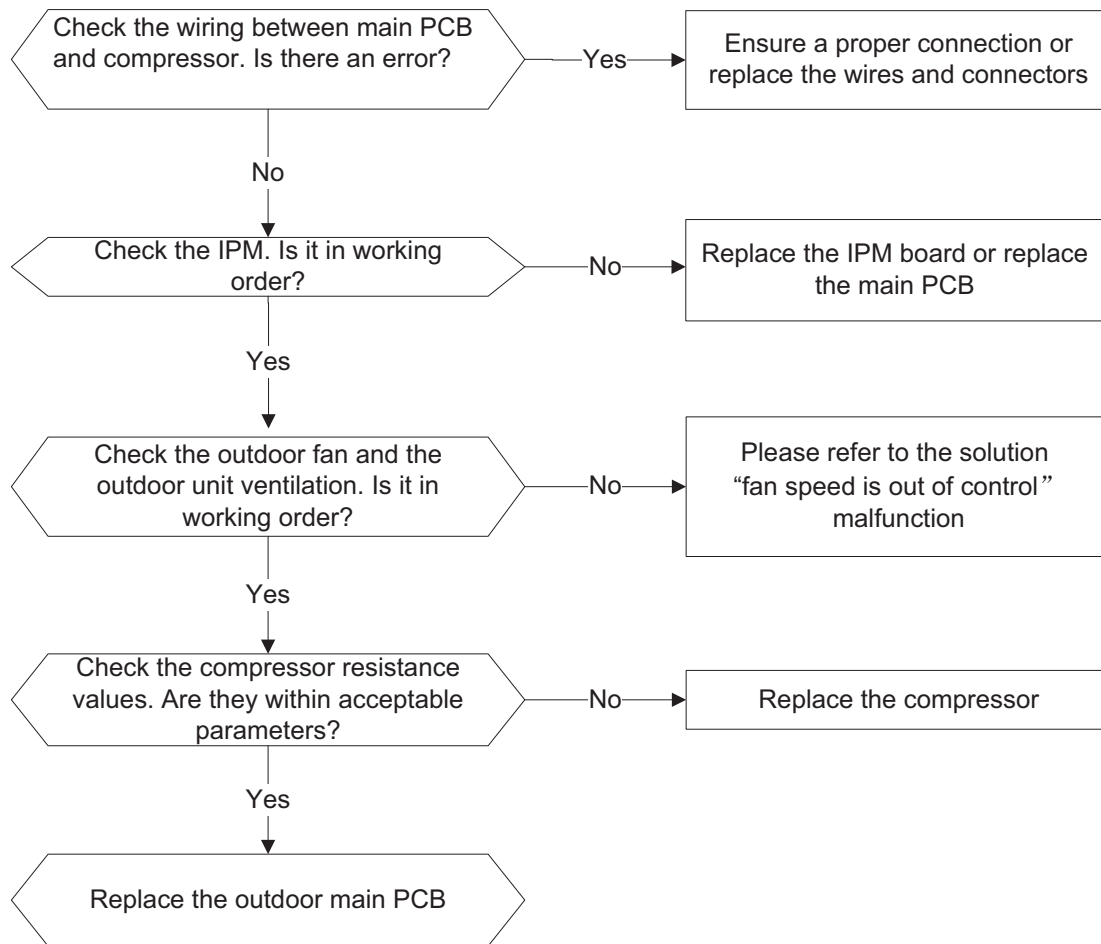 Check the wiring between main PCB
and compressor. Is there an error?
Yes
Ensure a proper connection or
replace the wires and connectors
No
Check the IPM. Is it in working
order?
No
Replace the IPM board or replace
the main PCB
Yes
Check the outdoor fan and the
outdoor unit ventilation. Is it in
working order?
No
Please refer to the solution
“fan speed is out of control”
malfunction
Yes
Check the compressor resistance
values. Are they within acceptable
parameters?
No
Replace the compressor
Yes
Replace the outdoor main PCB